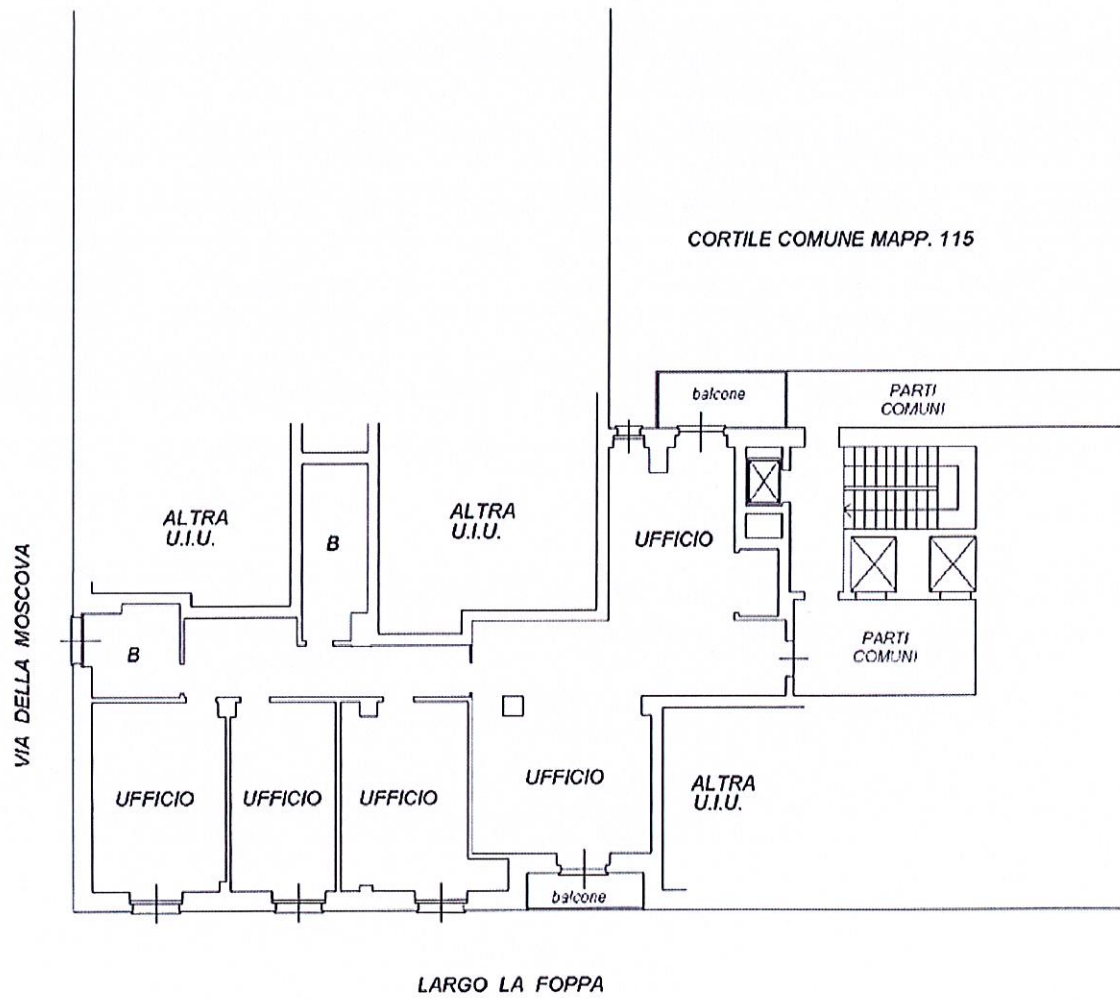 CORTILE COMUNE MAPP. 115
balcone
PARTI
COMUNI
ALTRA
U.I.U.
B
ALTRA
U.I.U.
UFFICIO
VIA DELLA MOSCOVA
B
PARTI
COMUNI
UFFICIO
UFFICIO
UFFICIO
UFFICIO
ALTRA
U.I.U.
balcone
LARGO LA FOPPA